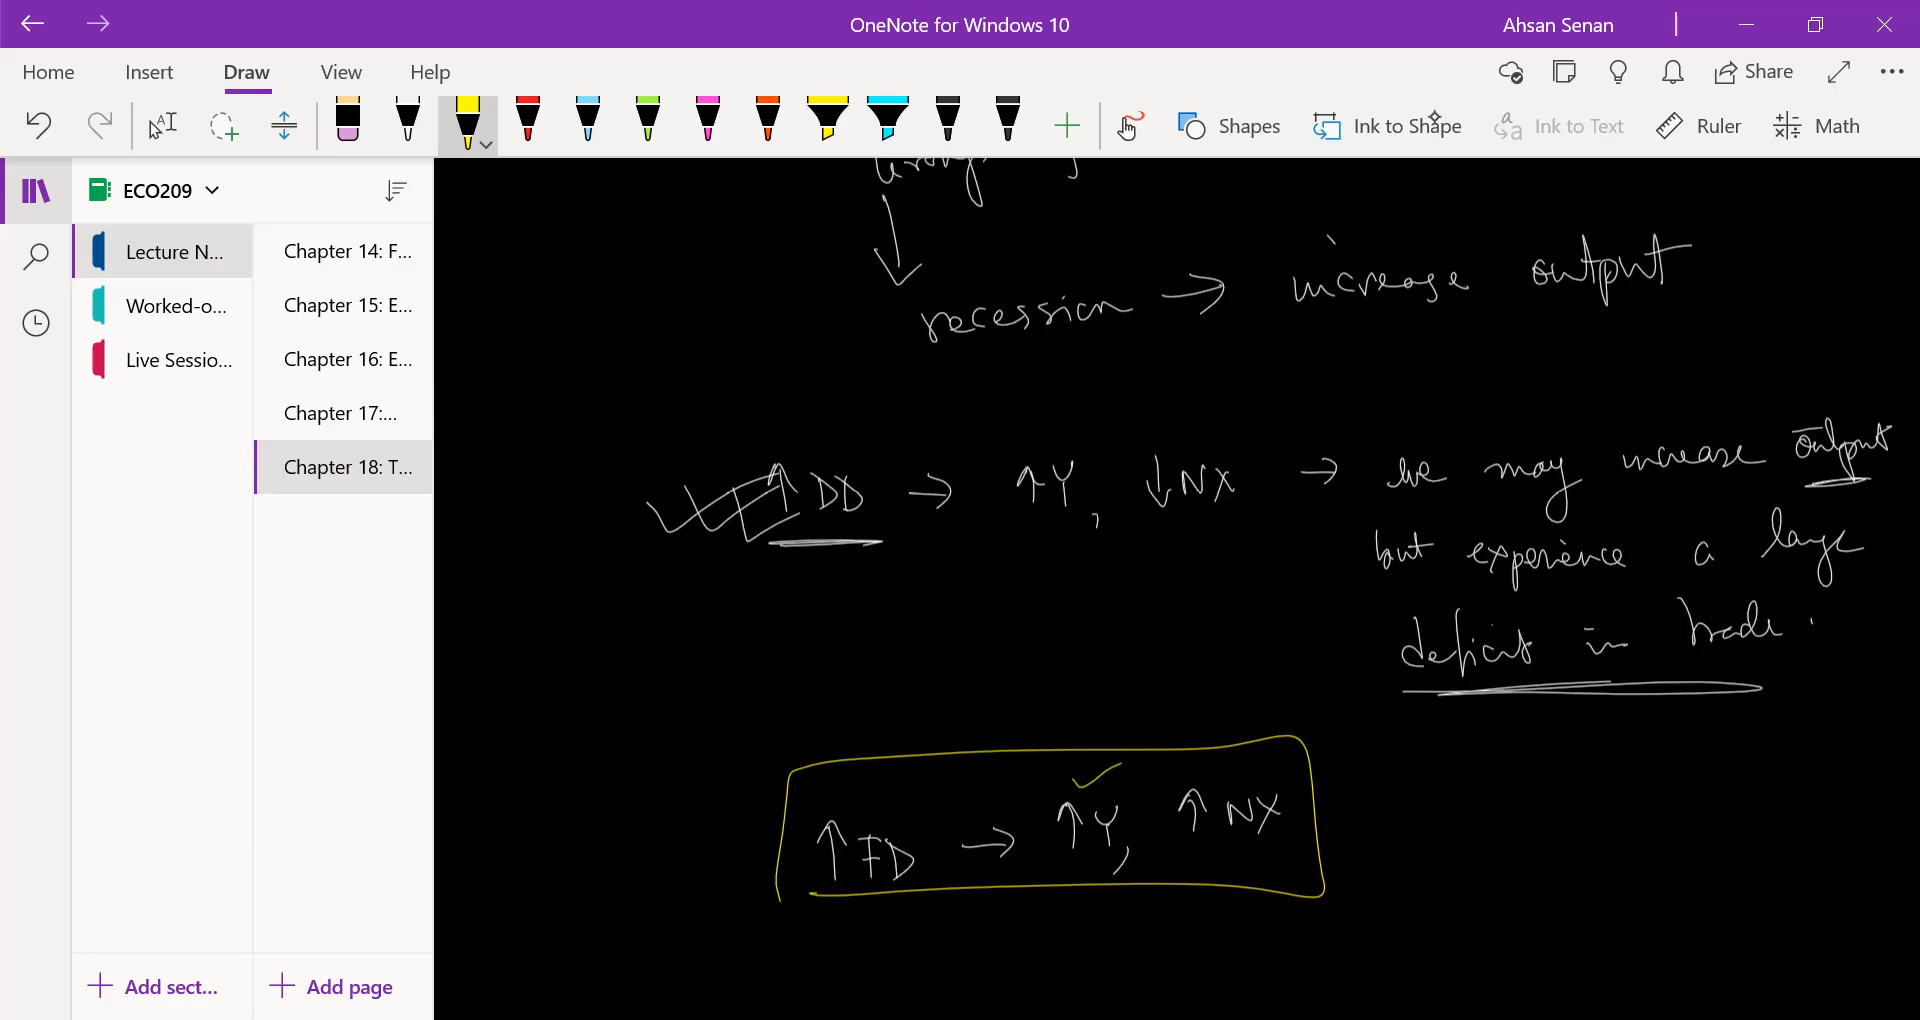 OneNote for Windows 10
Ahsan Senan
Home Insert Draw View Help
Share
Shapes Ink to Shape Ink to Text Ruler Math
ECO209
Lecture N...
Worked-o...
Live Sessio...
Chapter 14: F...
Chapter 15: E...
Chapter 16: E...
Chapter 17:...
Chapter 18: T...
recession → increase output
↑ DD → ↑Y, ↓NX → we may increase output
but experience a large
deficit in trade.
↑ FD → ↑Y, ↑ NX
Add sect...
Add page